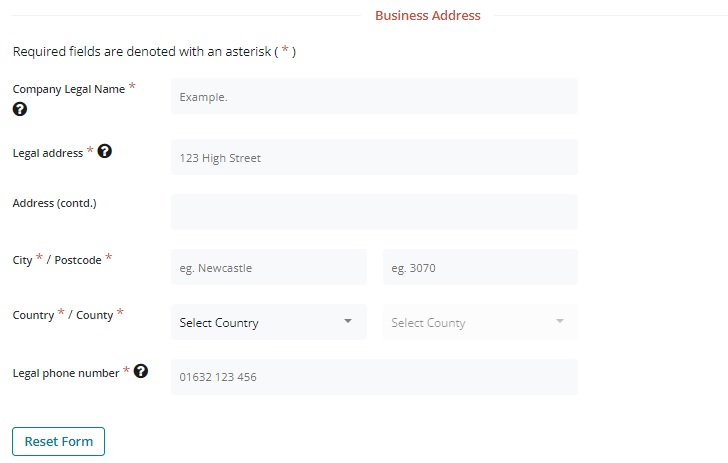 Business Address
Required fields are denoted with an asterisk ( * )
Company Legal Name *
?
Example.
Legal address * ?
123 High Street
Address (contd.)
City * / Postcode *
eg. Newcastle
eg. 3070
Country * / County *
Select Country
Select County
Legal phone number * ?
01632 123 456
Reset Form